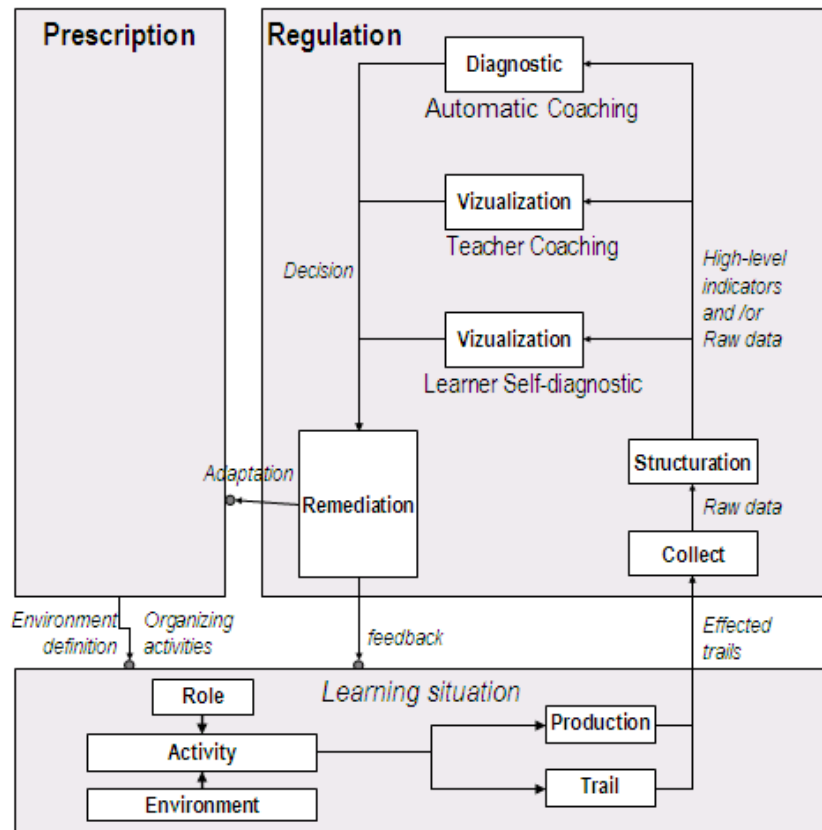 Prescription
Regulation
Diagnostic
Automatic Coaching
Vizualization
Teacher Coaching
Decision
High-level
indicators
and /or
Raw data
Vizualization
Learner Self-diagnostic
Adaptation
Remediation
Structuration
Raw data
Collect
Environment
definition
Organizing
activities
feedback
Effected
trails
Learning situation
Role
Activity
Environment
Production
Trail